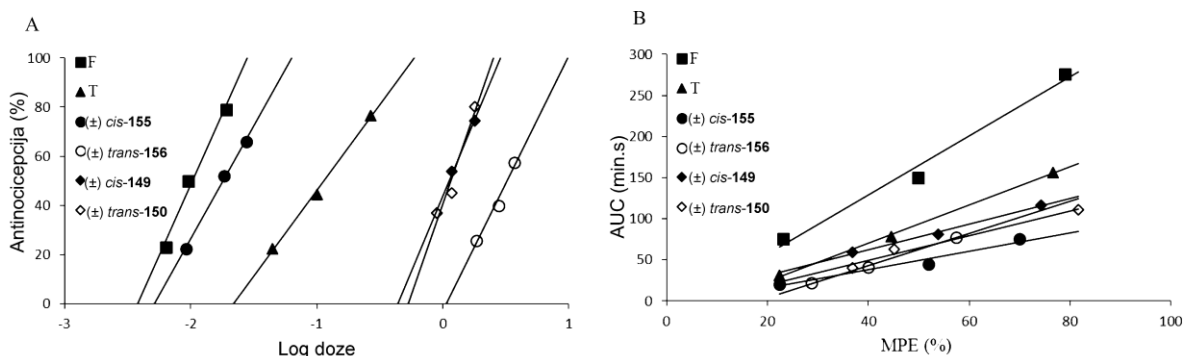 A
Antinocicepcija (%)
100
80
60
40
20
0
F
T
(±) cis-155
(±) trans-156
(±) cis-149
(±) trans-150
-3 -2 -1 0 1
Log doze
B
AUC (min.s)
300
250
200
150
100
50
0
F
T
(±) cis-155
(±) trans-156
(±) cis-149
(±) trans-150
0 20 40 60 80 100
MPE (%)